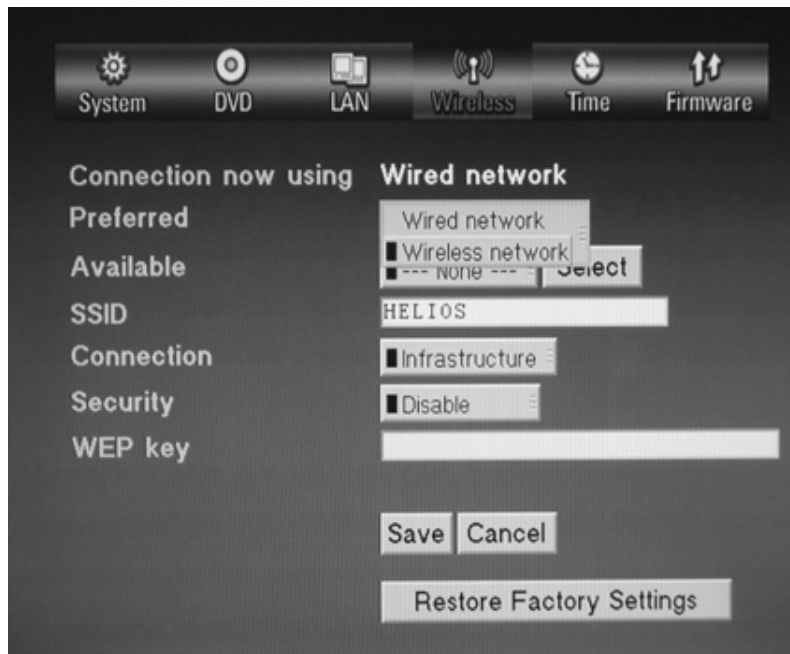 System DVD LAN Wireless Time Firmware
Connection now using Wired network
Preferred Wired network
Wireless network
Available --- None --- Select
SSID HELIOS
Connection Infrastructure
Security Disable
WEP key
Save Cancel
Restore Factory Settings